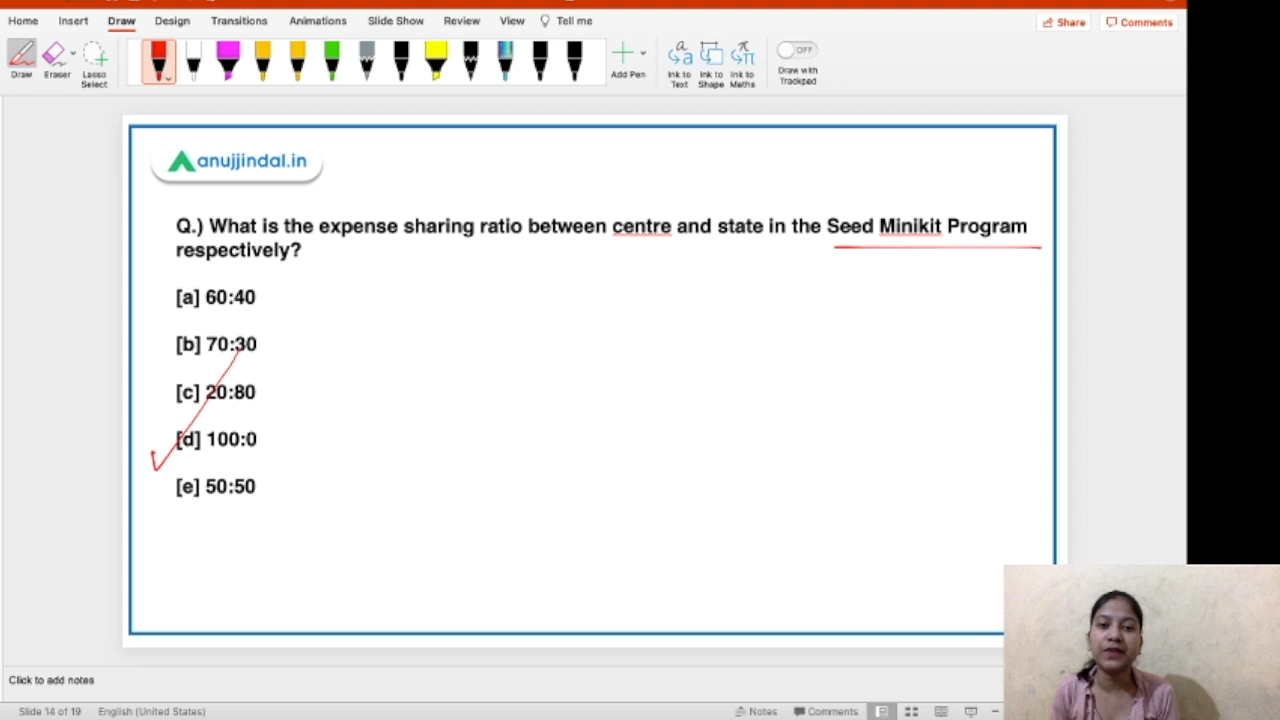 Home Insert Draw Design Transitions Animations Slide Show Review View Tell me
Share Comments
Draw Eraser Lasso Select Add Pen Ink to Text Ink to Shape Ink to Maths OFF Draw with Trackpad
anujjindal.in
Q.) What is the expense sharing ratio between centre and state in the Seed Minikit Program
respectively?
[a] 60:40
[b] 70:30
[c] 20:80
[d] 100:0
[e] 50:50
Click to add notes
Slide 14 of 19 English (United States) Notes Comments